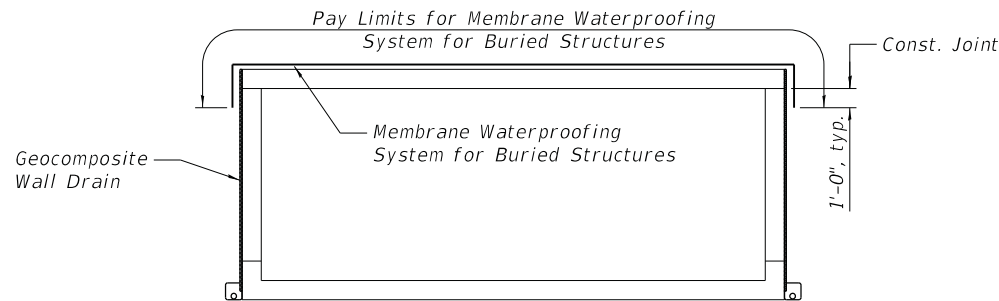 Pay Limits for Membrane Waterproofing
System for Buried Structures
Const. Joint
Membrane Waterproofing
System for Buried Structures
Geocomposite
Wall Drain
1'-0", typ.